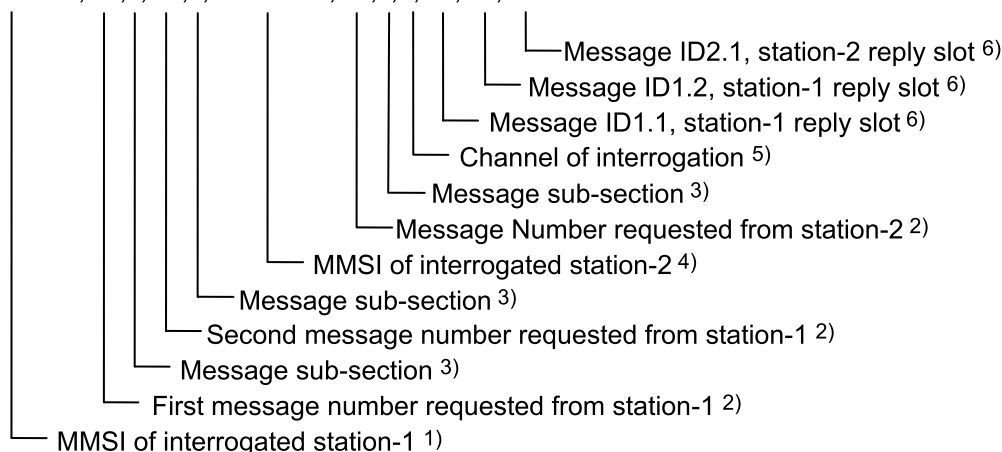 Message ID2.1, station-2 reply slot 6)
Message ID1.2, station-1 reply slot 6)
Message ID1.1, station-1 reply slot 6)
Channel of interrogation 5)
Message sub-section 3)
Message Number requested from station-2 2)
MMSI of interrogated station-2 4)
Message sub-section 3)
Second message number requested from station-1 2)
Message sub-section 3)
First message number requested from station-1 2)
MMSI of interrogated station-1 1)